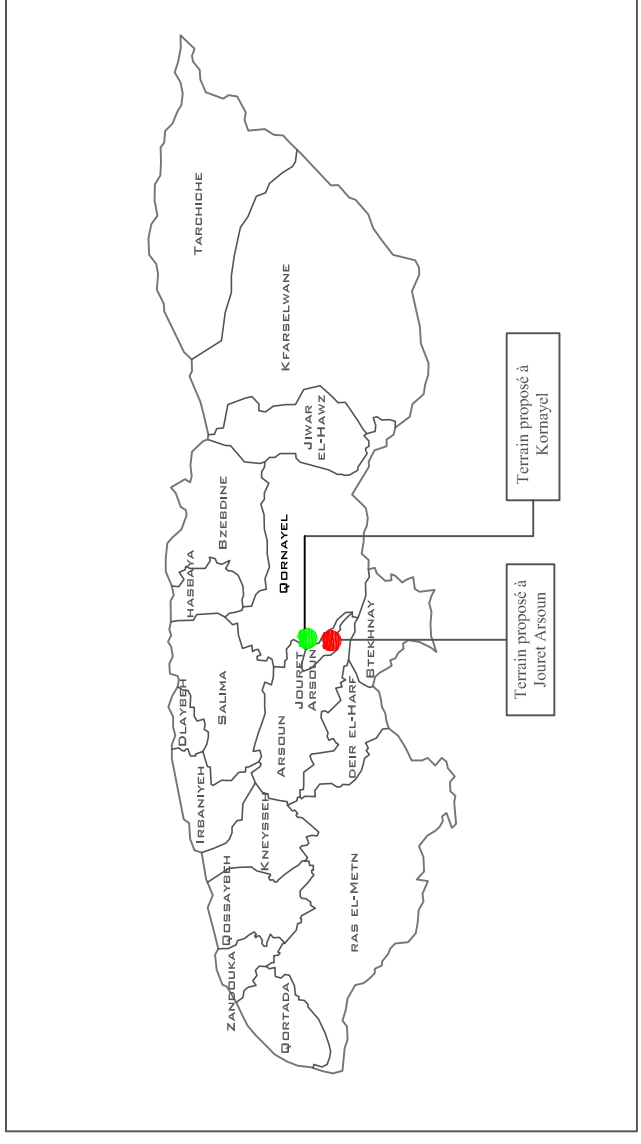 TARCHICHE
KFARSELWANE
JIWAR
EL-HAWZ
BZEBDINE
HASBAYA
QORNAYEL
BTEKHNAY
JOURET
ARSOUN
SALIMA
DLAYBEH
ARSOUN
DEIR EL-HARF
IRBANIYEH
KNEYSSEH
QOSSAYBEH
RAS EL-METN
ZANDOUKA
QORTADA
Terrain proposé à
Kornayel
Terrain proposé à
Jouret Arsoun